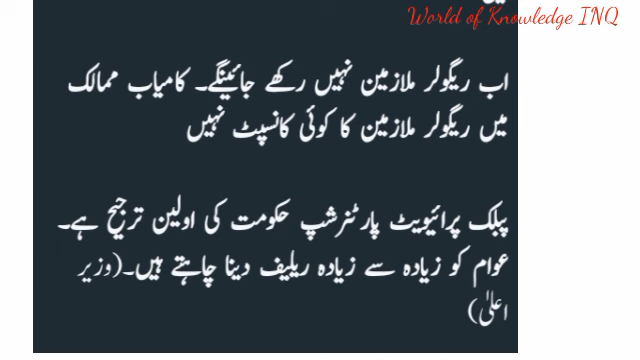 World of Knowledge INQ
اب ریگولر ملازمین نہیں رکھے جائینگے۔ کامیاب ممالک
میں ریگولر ملازمین کا کوئی کانسپٹ نہیں
پبلک پرائیویٹ پارٹنرشپ حکومت کی اولین ترجیح ہے۔
عوام کو زیادہ سے زیادہ ریلیف دینا چاہتے ہیں۔(وزیر
اعلیٰ)